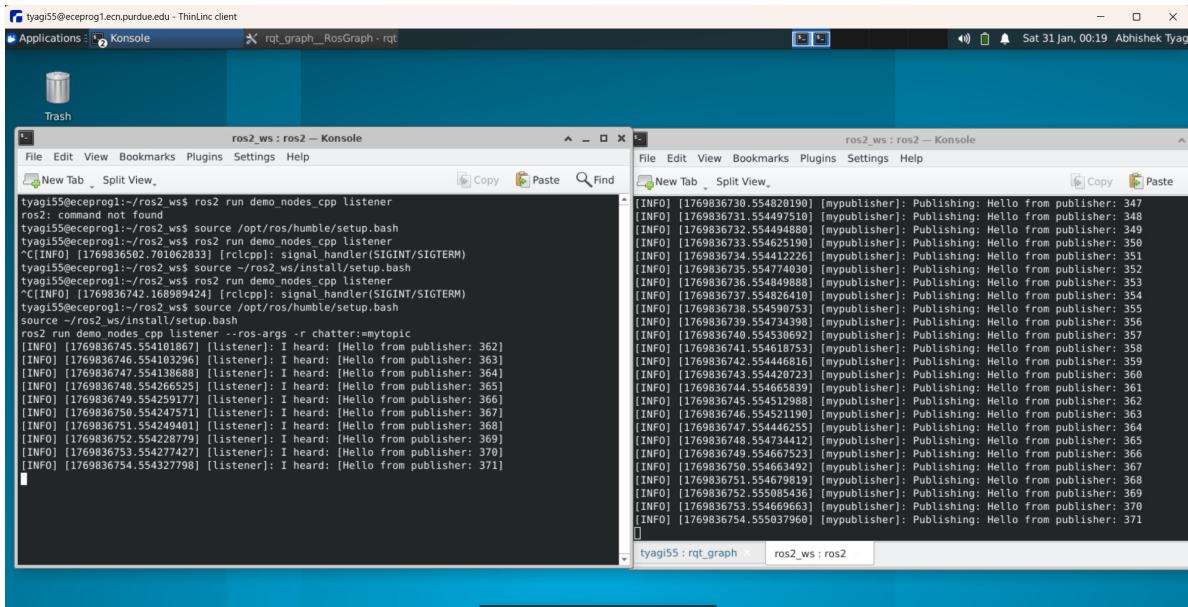 tyagi55@eceprog1.ecn.purdue.edu - ThinLinc client
Applications Konsole rqt_graph__RosGraph - rqt Sat 31 Jan, 00:19 Abhishek Tyag
Trash
ros2_ws : ros2 — Konsole
File Edit View Bookmarks Plugins Settings Help
New Tab Split View Copy Paste Find
tyagi55@eceprog1:~/ros2_ws$ ros2 run demo_nodes_cpp listener
ros2: command not found
tyagi55@eceprog1:~/ros2_ws$ source /opt/ros/humble/setup.bash
tyagi55@eceprog1:~/ros2_ws$ ros2 run demo_nodes_cpp listener
^C[INFO] [1769836502.701062833] [rclcpp]: signal_handler(SIGINT/SIGTERM)
tyagi55@eceprog1:~/ros2_ws$ source ~/ros2_ws/install/setup.bash
tyagi55@eceprog1:~/ros2_ws$ ros2 run demo_nodes_cpp listener
^C[INFO] [1769836742.168989424] [rclcpp]: signal_handler(SIGINT/SIGTERM)
tyagi55@eceprog1:~/ros2_ws$ source /opt/ros/humble/setup.bash
source ~/ros2_ws/install/setup.bash
ros2 run demo_nodes_cpp listener --ros-args -r chatter:=mytopic
[INFO] [1769836745.554101867] [listener]: I heard: [Hello from publisher: 362]
[INFO] [1769836746.554103296] [listener]: I heard: [Hello from publisher: 363]
[INFO] [1769836747.554138688] [listener]: I heard: [Hello from publisher: 364]
[INFO] [1769836748.554266525] [listener]: I heard: [Hello from publisher: 365]
[INFO] [1769836749.554259177] [listener]: I heard: [Hello from publisher: 366]
[INFO] [1769836750.554247571] [listener]: I heard: [Hello from publisher: 367]
[INFO] [1769836751.554249401] [listener]: I heard: [Hello from publisher: 368]
[INFO] [1769836752.554228779] [listener]: I heard: [Hello from publisher: 369]
[INFO] [1769836753.554277427] [listener]: I heard: [Hello from publisher: 370]
[INFO] [1769836754.554327798] [listener]: I heard: [Hello from publisher: 371]
ros2_ws : ros2 — Konsole
File Edit View Bookmarks Plugins Settings Help
New Tab Split View Copy Paste
[INFO] [1769836730.554820190] [mypublisher]: Publishing: Hello from publisher: 347
[INFO] [1769836731.554497510] [mypublisher]: Publishing: Hello from publisher: 348
[INFO] [1769836732.554494880] [mypublisher]: Publishing: Hello from publisher: 349
[INFO] [1769836733.554625190] [mypublisher]: Publishing: Hello from publisher: 350
[INFO] [1769836734.554412226] [mypublisher]: Publishing: Hello from publisher: 351
[INFO] [1769836735.554774030] [mypublisher]: Publishing: Hello from publisher: 352
[INFO] [1769836736.554849888] [mypublisher]: Publishing: Hello from publisher: 353
[INFO] [1769836737.554826410] [mypublisher]: Publishing: Hello from publisher: 354
[INFO] [1769836738.554590753] [mypublisher]: Publishing: Hello from publisher: 355
[INFO] [1769836739.554734398] [mypublisher]: Publishing: Hello from publisher: 356
[INFO] [1769836740.554530692] [mypublisher]: Publishing: Hello from publisher: 357
[INFO] [1769836741.554618753] [mypublisher]: Publishing: Hello from publisher: 358
[INFO] [1769836742.554446816] [mypublisher]: Publishing: Hello from publisher: 359
[INFO] [1769836743.554420723] [mypublisher]: Publishing: Hello from publisher: 360
[INFO] [1769836744.554665839] [mypublisher]: Publishing: Hello from publisher: 361
[INFO] [1769836745.554512988] [mypublisher]: Publishing: Hello from publisher: 362
[INFO] [1769836746.554521190] [mypublisher]: Publishing: Hello from publisher: 363
[INFO] [1769836747.554446255] [mypublisher]: Publishing: Hello from publisher: 364
[INFO] [1769836748.554734412] [mypublisher]: Publishing: Hello from publisher: 365
[INFO] [1769836749.554667523] [mypublisher]: Publishing: Hello from publisher: 366
[INFO] [1769836750.554663492] [mypublisher]: Publishing: Hello from publisher: 367
[INFO] [1769836751.554679819] [mypublisher]: Publishing: Hello from publisher: 368
[INFO] [1769836752.555085436] [mypublisher]: Publishing: Hello from publisher: 369
[INFO] [1769836753.554669663] [mypublisher]: Publishing: Hello from publisher: 370
[INFO] [1769836754.555037960] [mypublisher]: Publishing: Hello from publisher: 371
tyagi55 : rqt_graph ros2_ws : ros2